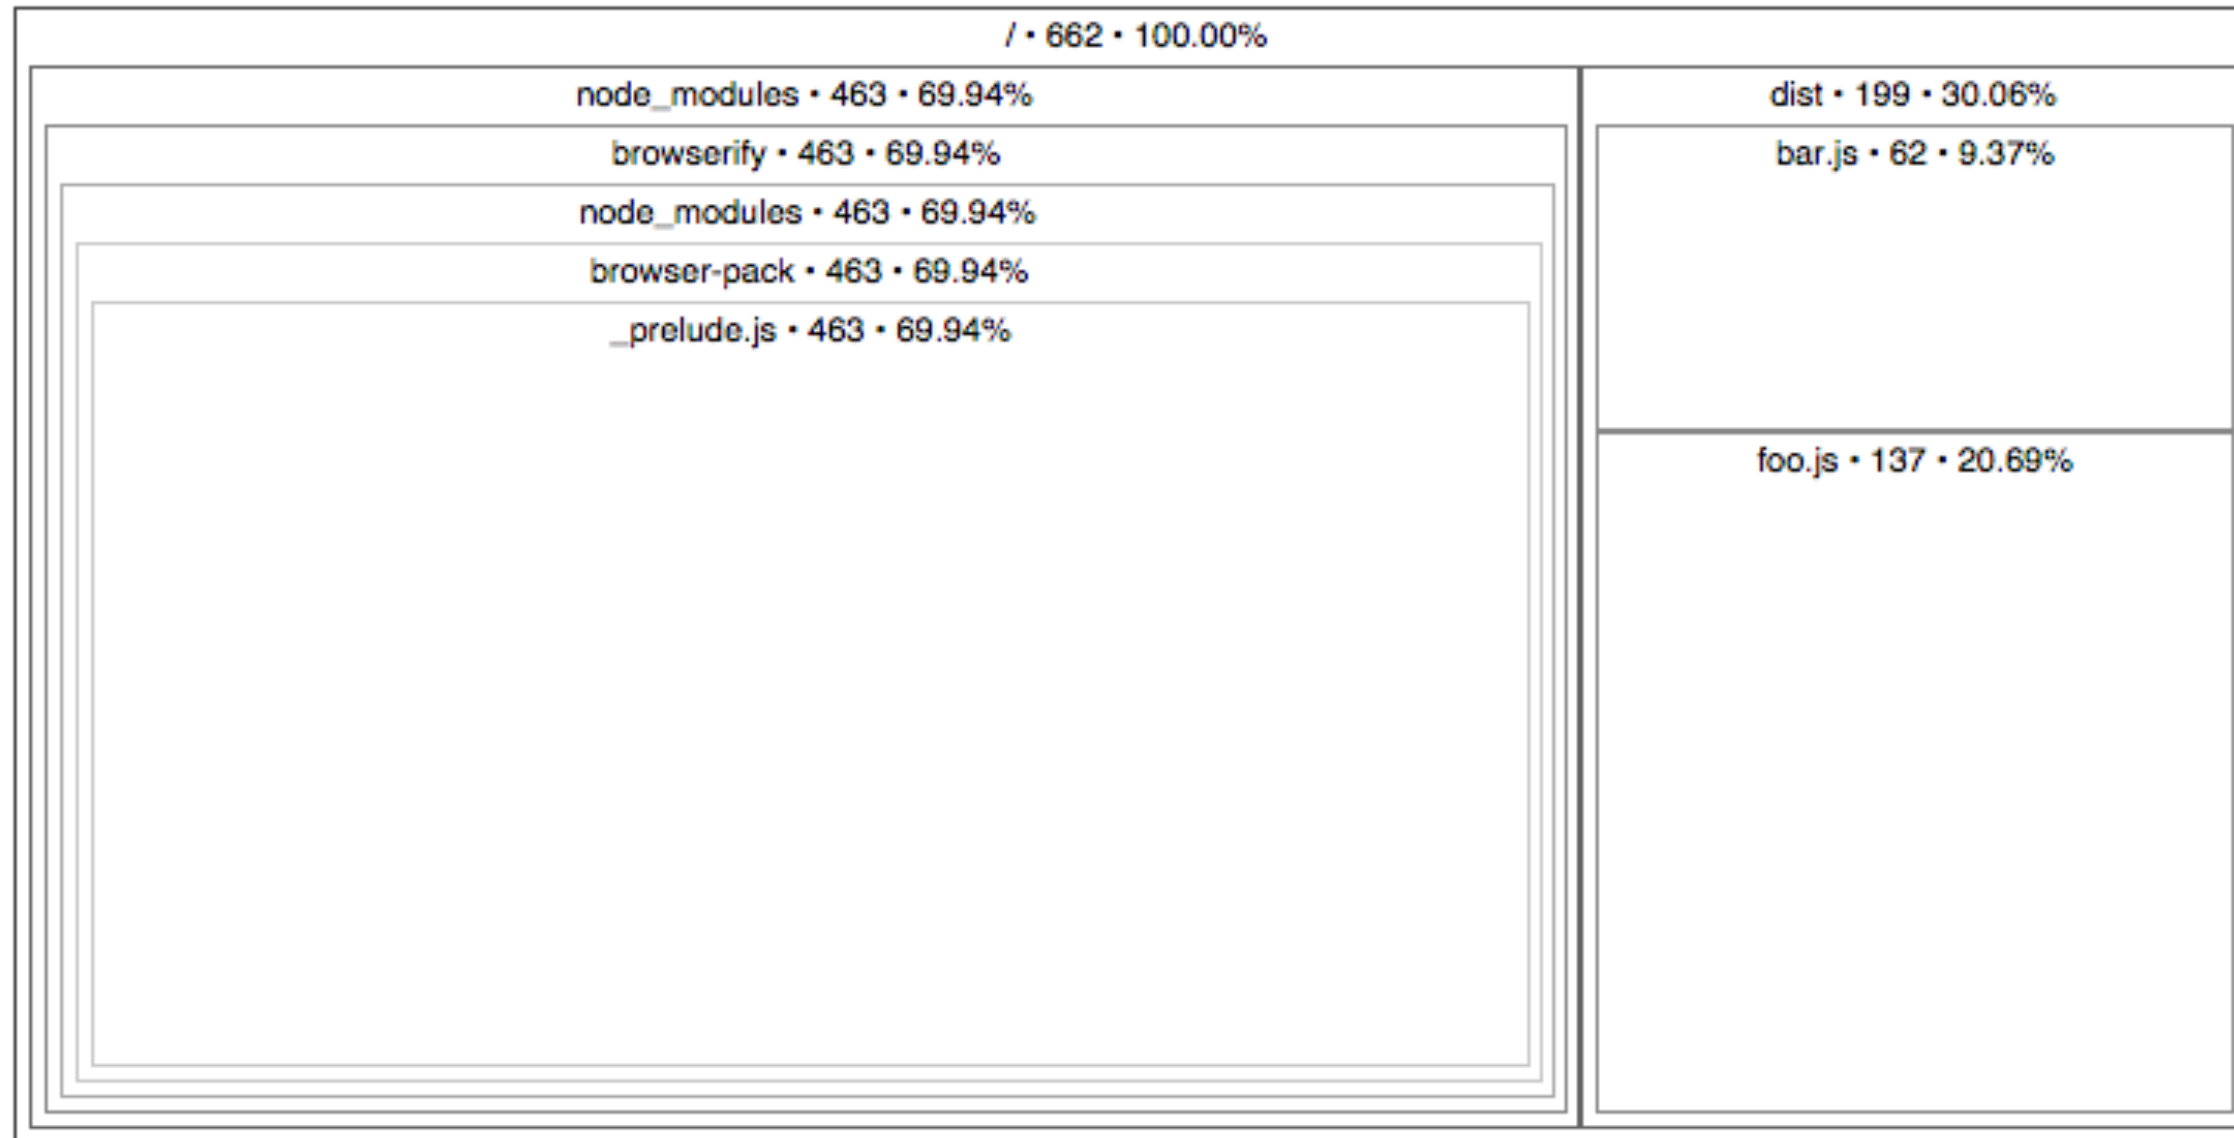 / • 662 • 100.00%
node_modules • 463 • 69.94%
browserify • 463 • 69.94%
node_modules • 463 • 69.94%
browser-pack • 463 • 69.94%
_prelude.js • 463 • 69.94%
dist • 199 • 30.06%
bar.js • 62 • 9.37%
foo.js • 137 • 20.69%